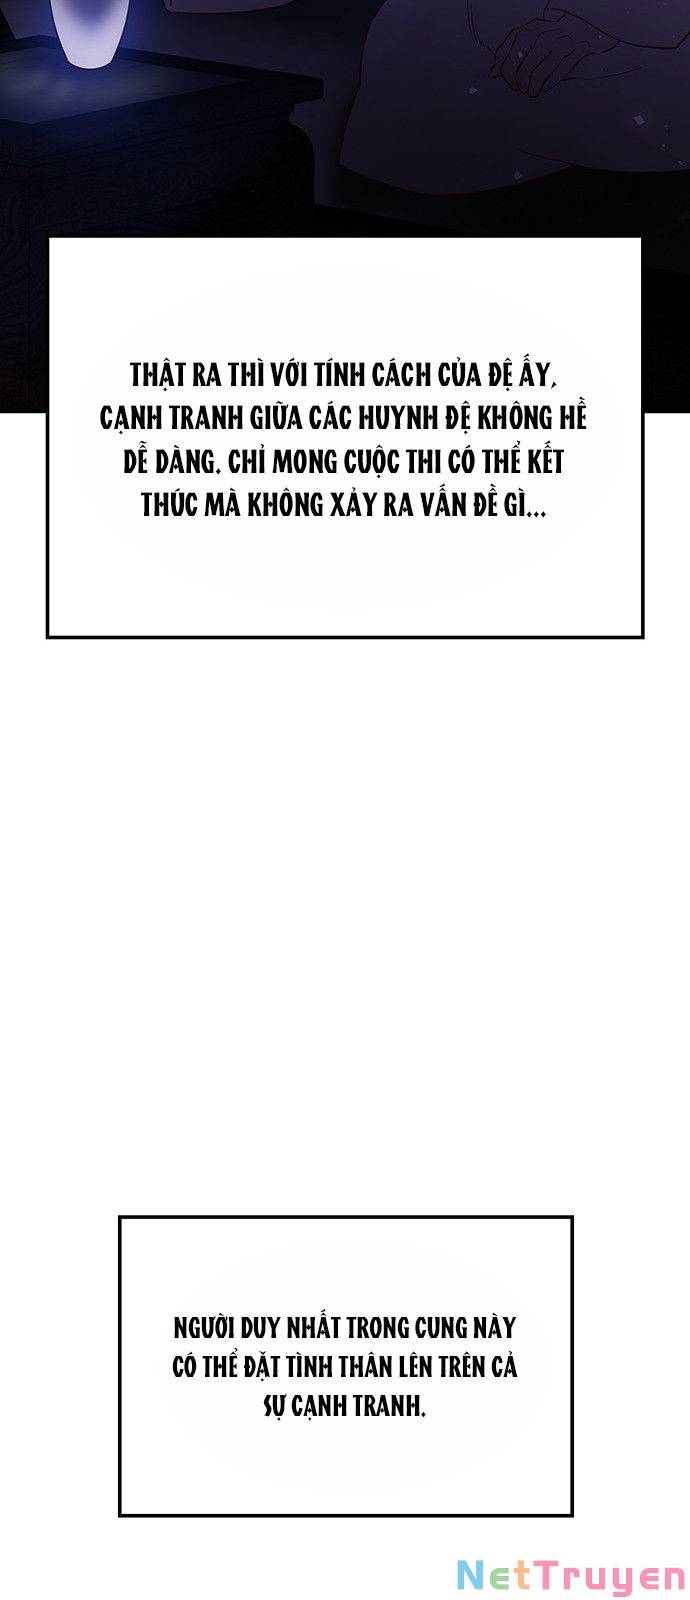 THẬT RA THÌ VỚI TÍNH CÁCH CỦA ĐỆ ẤY,
CẠNH TRANH GIỮA CÁC HUYNH ĐỆ KHÔNG HỀ
DỄ DÀNG. CHỈ MONG CUỘC THI CÓ THỂ KẾT
THÚC MÀ KHÔNG XẢY RA VẤN ĐỀ GÌ...
NGƯỜI DUY NHẤT TRONG CUNG NÀY
CÓ THỂ ĐẶT TÌNH THÂN LÊN TRÊN CẢ
SỰ CẠNH TRANH.
NetTruyen